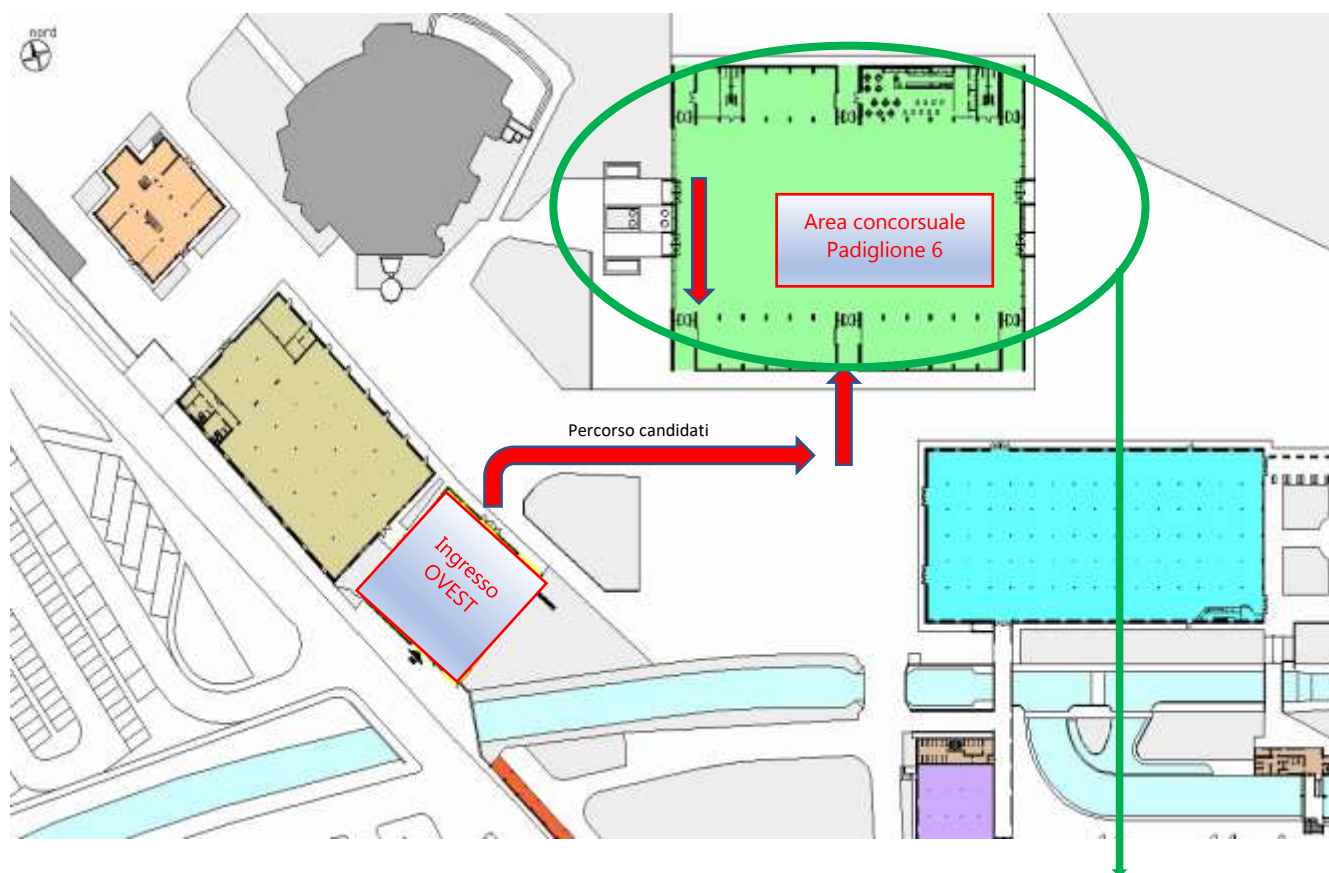 nord
Area concorsuale
Padiglione 6
Percorso candidati
Ingresso
OVEST